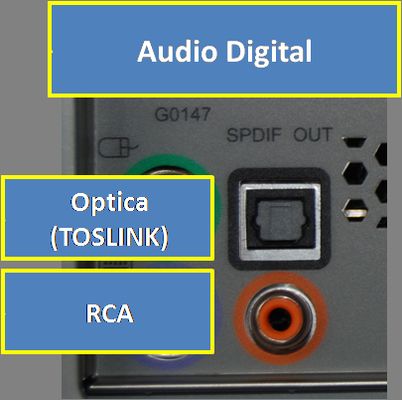 Audio Digital
G0147
SPDIF OUT
Optica
(TOSLINK)
RCA